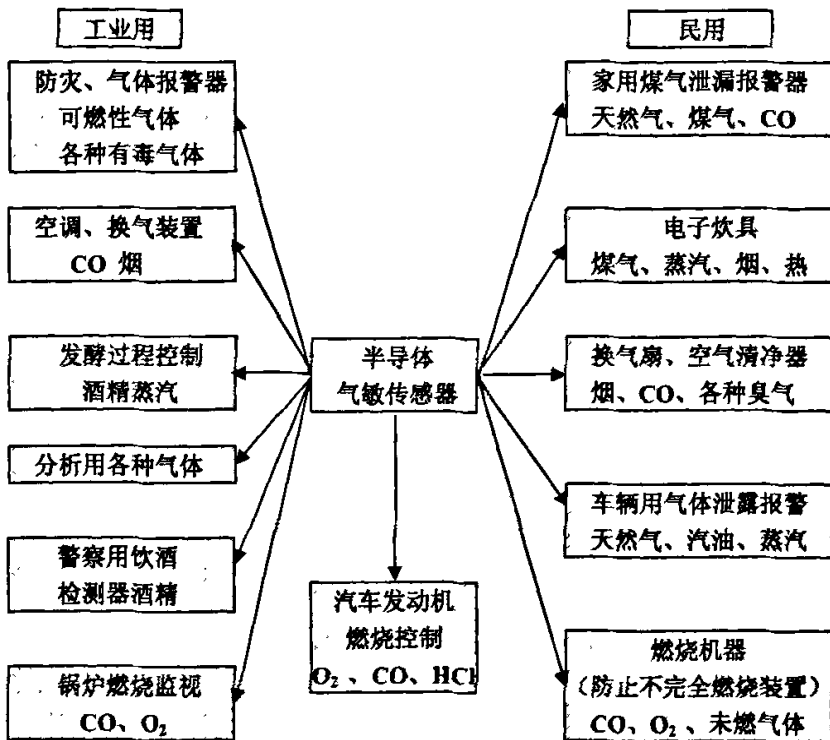 工业用
防灾、气体报警器
可燃性气体
各种有毒气体
空调、换气装置
CO 烟
发酵过程控制
酒精蒸汽
分析用各种气体
警察用饮酒
检测器酒精
锅炉燃烧监视
CO、O₂
半导体
气敏传感器
汽车发动机
燃烧控制
O₂、CO、HCl
民用
家用煤气泄漏报警器
天然气、煤气、CO
电子炊具
煤气、蒸汽、烟、热
换气扇、空气清净器
烟、CO、各种臭气
车辆用气体泄露报警
天然气、汽油、蒸汽
燃烧机器
（防止不完全燃烧装置）
CO、O₂、未燃气体